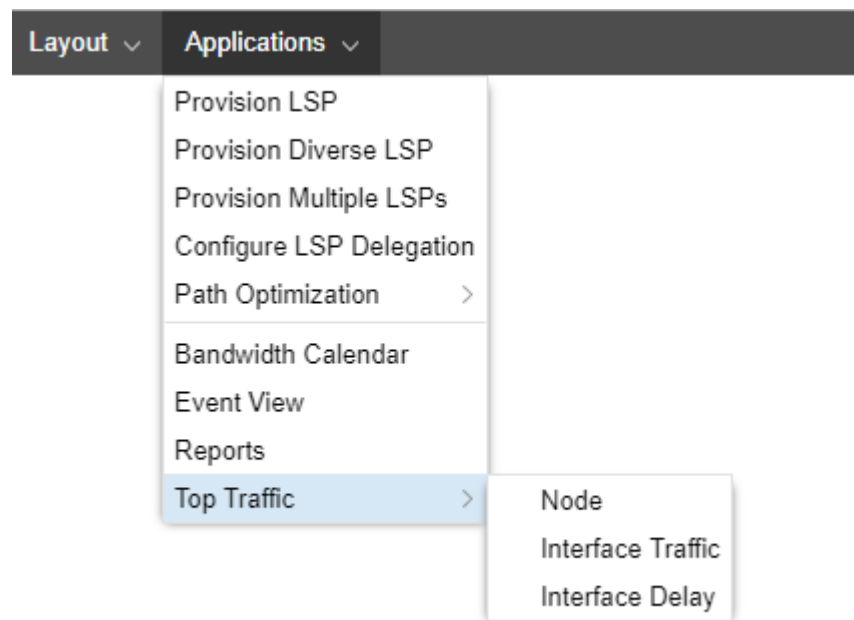 Layout Applications
Provision LSP
Provision Diverse LSP
Provision Multiple LSPs
Configure LSP Delegation
Path Optimization
Bandwidth Calendar
Event View
Reports
Top Traffic
Node
Interface Traffic
Interface Delay